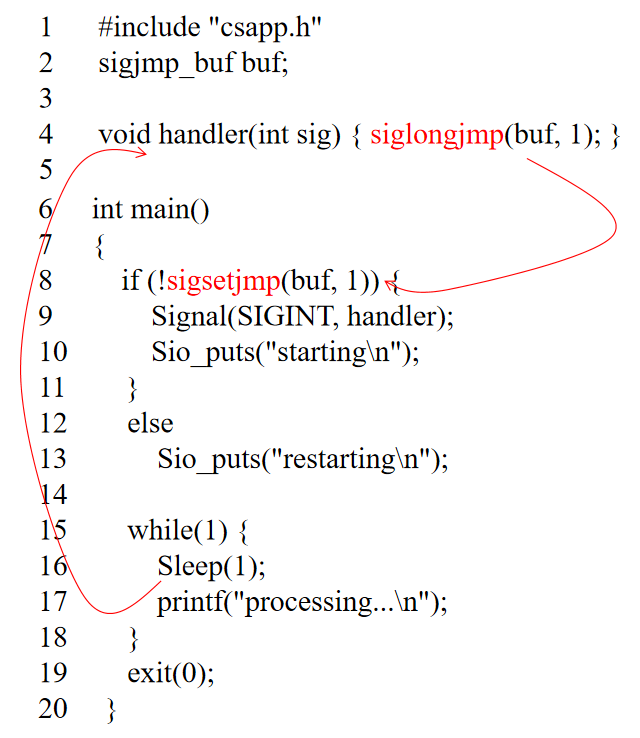 1 #include "csapp.h"
2 sigjmp_buf buf;
3
4 void handler(int sig) { siglongjmp(buf, 1); }
5
6 int main()
7 {
8 if (!sigsetjmp(buf, 1)) {
9 Signal(SIGINT, handler);
10 Sio_puts("starting\n");
11 }
12 else
13 Sio_puts("restarting\n");
14
15 while(1) {
16 Sleep(1);
17 printf("processing...\n");
18 }
19 exit(0);
20 }